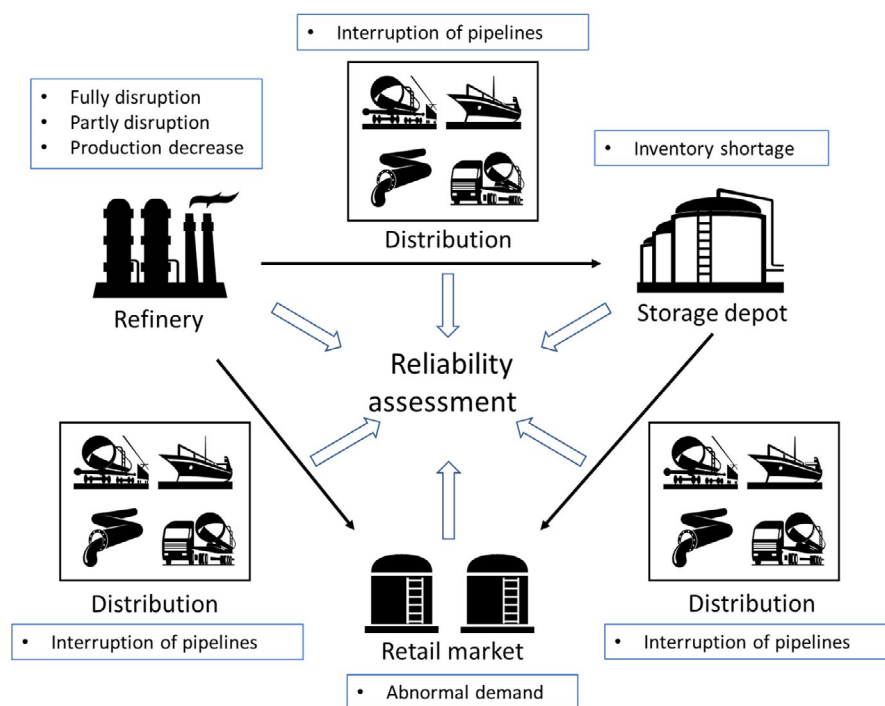 • Interruption of pipelines
• Fully disruption
• Partly disruption
• Production decrease
• Inventory shortage
Distribution
Refinery
Storage depot
Reliability
assessment
Distribution
• Interruption of pipelines
Retail market
• Abnormal demand
Distribution
• Interruption of pipelines